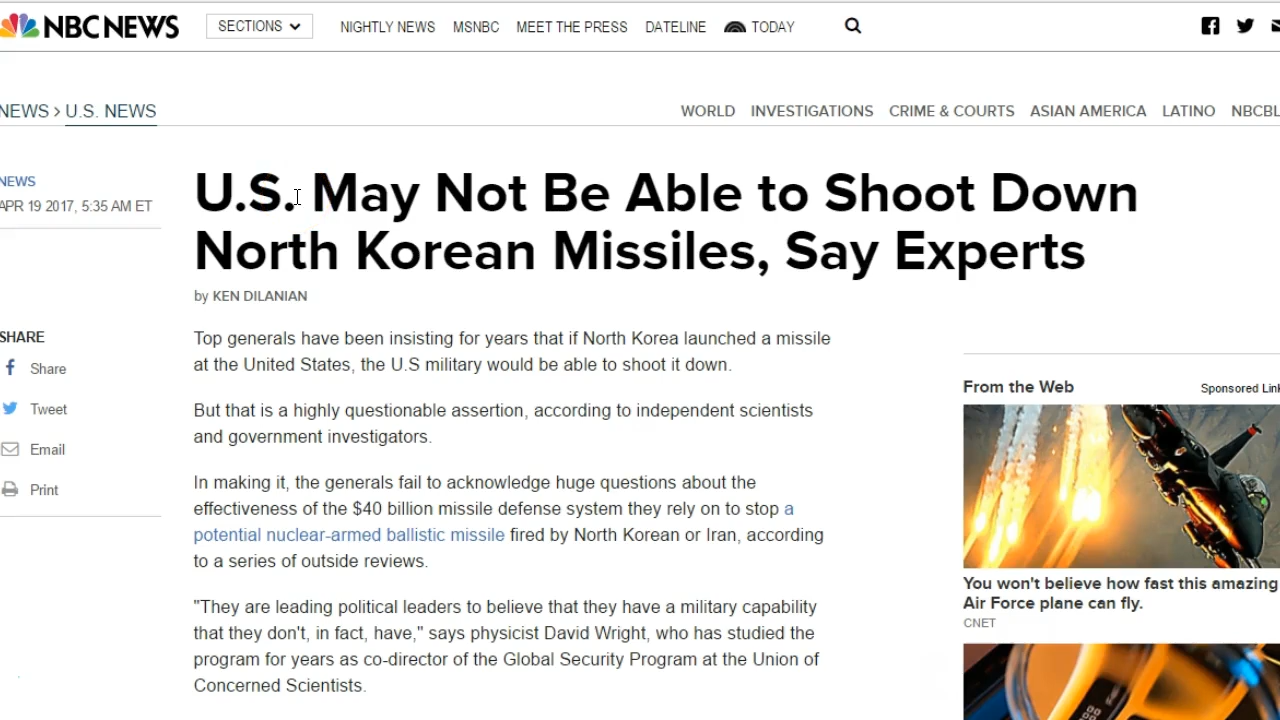 NBC NEWS
SECTIONS
NIGHTLY NEWS MSNBC MEET THE PRESS DATELINE TODAY
NEWS > U.S. NEWS
WORLD INVESTIGATIONS CRIME & COURTS ASIAN AMERICA LATINO NBCBL
NEWS
APR 19 2017, 5:35 AM ET
U.S. May Not Be Able to Shoot Down
North Korean Missiles, Say Experts
by KEN DILANIAN
SHARE
Share
Tweet
Email
Print
Top generals have been insisting for years that if North Korea launched a missile
at the United States, the U.S military would be able to shoot it down.
But that is a highly questionable assertion, according to independent scientists
and government investigators.
In making it, the generals fail to acknowledge huge questions about the
effectiveness of the $40 billion missile defense system they rely on to stop a
potential nuclear-armed ballistic missile fired by North Korean or Iran, according
to a series of outside reviews.
"They are leading political leaders to believe that they have a military capability
that they don't, in fact, have," says physicist David Wright, who has studied the
program for years as co-director of the Global Security Program at the Union of
Concerned Scientists.
From the Web
Sponsored Link
You won't believe how fast this amazing
Air Force plane can fly.
CNET